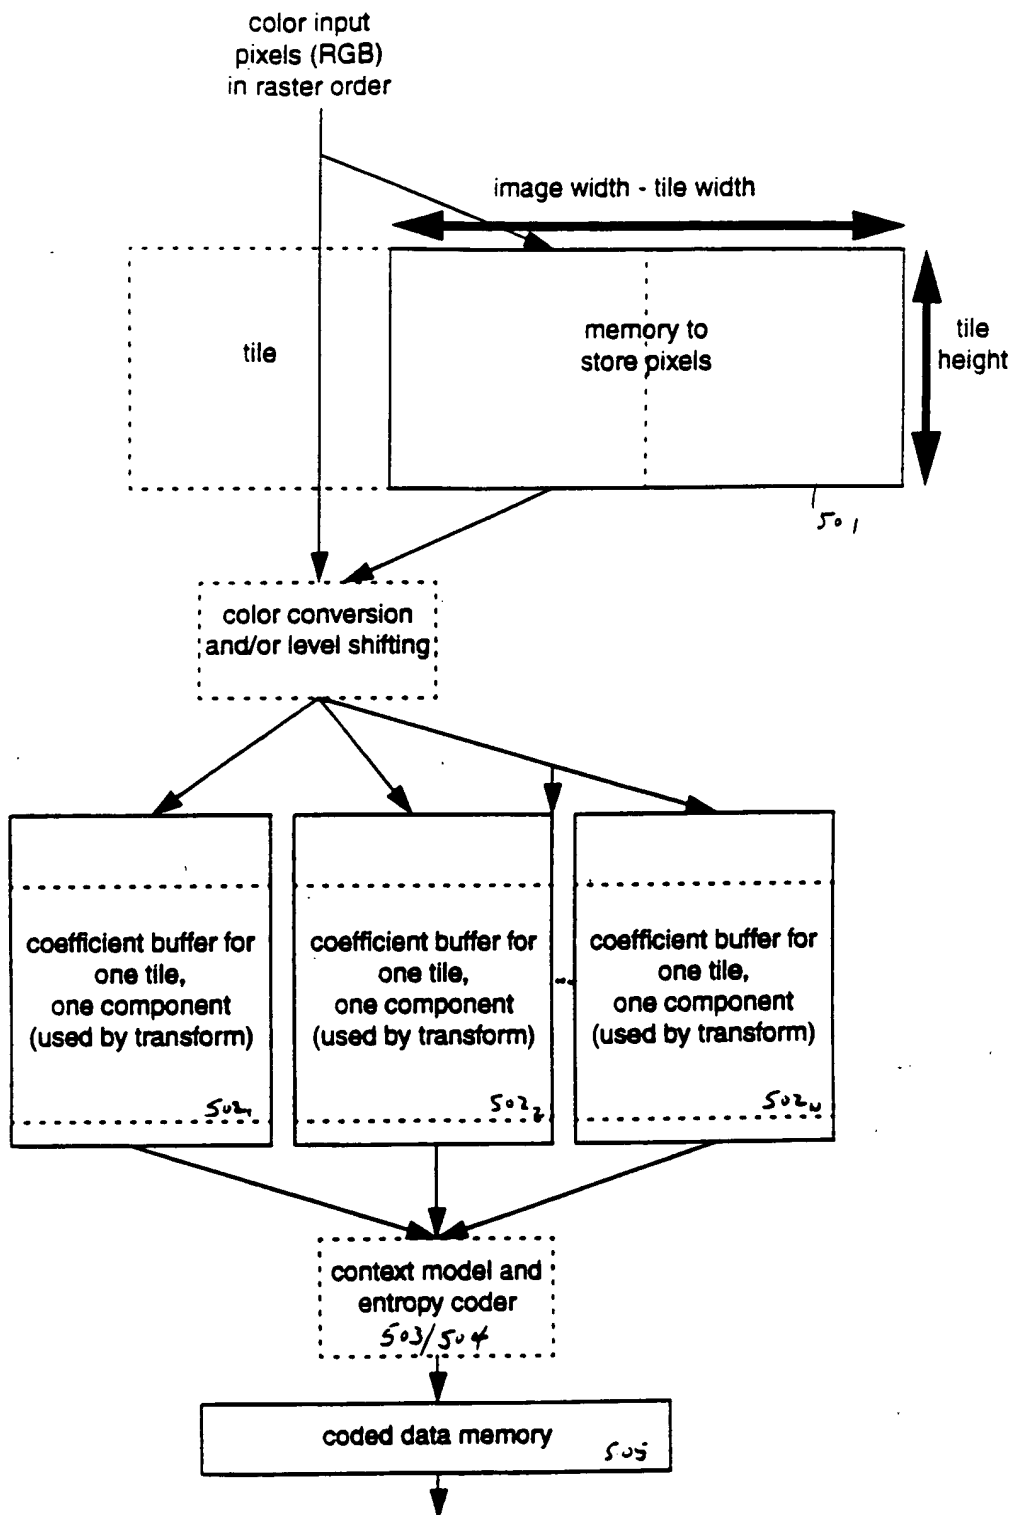 color input
pixels (RGB)
in raster order
image width - tile width
tile
memory to
store pixels
tile
height
501
color conversion
and/or level shifting
coefficient buffer for
one tile,
one component
(used by transform)
502₁
coefficient buffer for
one tile,
one component
(used by transform)
502₂
...
coefficient buffer for
one tile,
one component
(used by transform)
502N
context model and
entropy coder
503/504
coded data memory
505